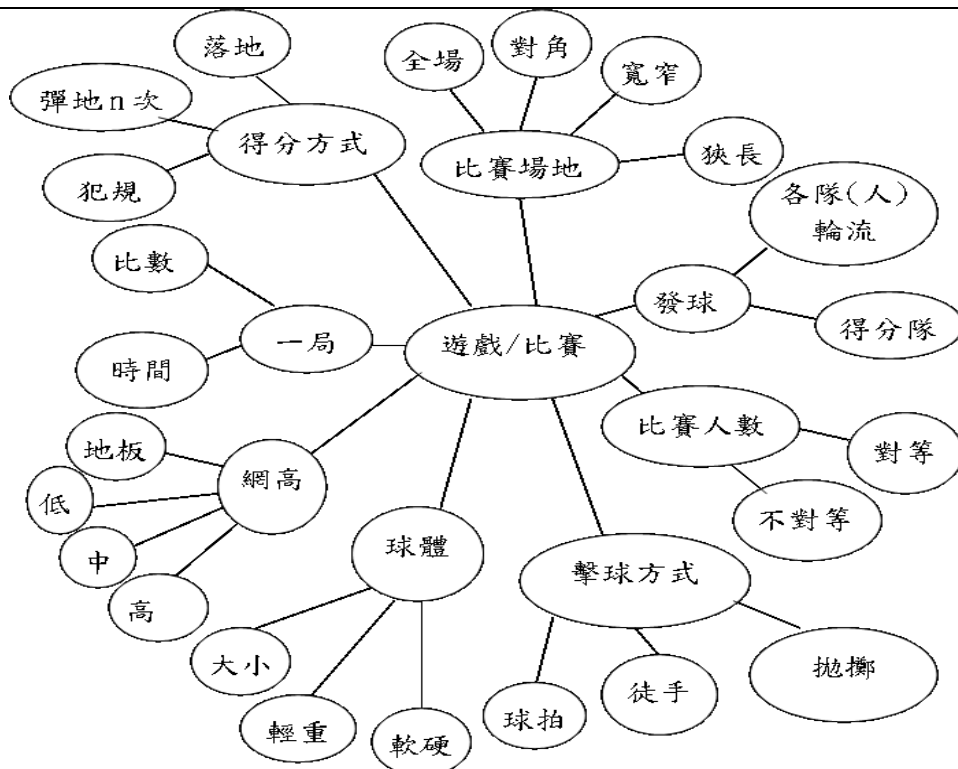 落地
彈地n次
得分方式
犯規
全場
對角
寬窄
比賽場地
狹長
各隊(人)
輪流
發球
得分隊
比數
一局
時間
遊戲/比賽
比賽人數
對等
不對等
地板
網高
低
中
高
球體
大小
輕重
軟硬
擊球方式
球拍
徒手
拋擲